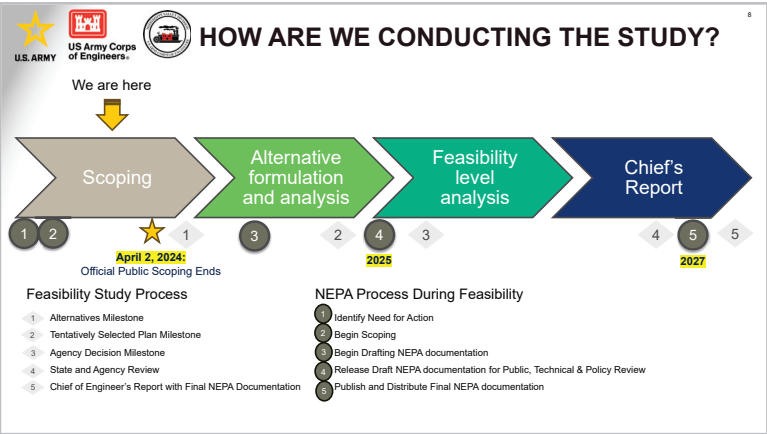 8
U.S. ARMY
US Army Corps
of Engineers®
HOW ARE WE CONDUCTING THE STUDY?
We are here
Scoping
Alternative
formulation
and analysis
Feasibility
level
analysis
Chief's
Report
1 2 1 3 2 4 3 4 5 5
April 2, 2024:
Official Public Scoping Ends
2025
2027
Feasibility Study Process
1 Alternatives Milestone
2 Tentatively Selected Plan Milestone
3 Agency Decision Milestone
4 State and Agency Review
5 Chief of Engineer's Report with Final NEPA Documentation
NEPA Process During Feasibility
1 Identify Need for Action
2 Begin Scoping
3 Begin Drafting NEPA documentation
4 Release Draft NEPA documentation for Public, Technical & Policy Review
5 Publish and Distribute Final NEPA documentation